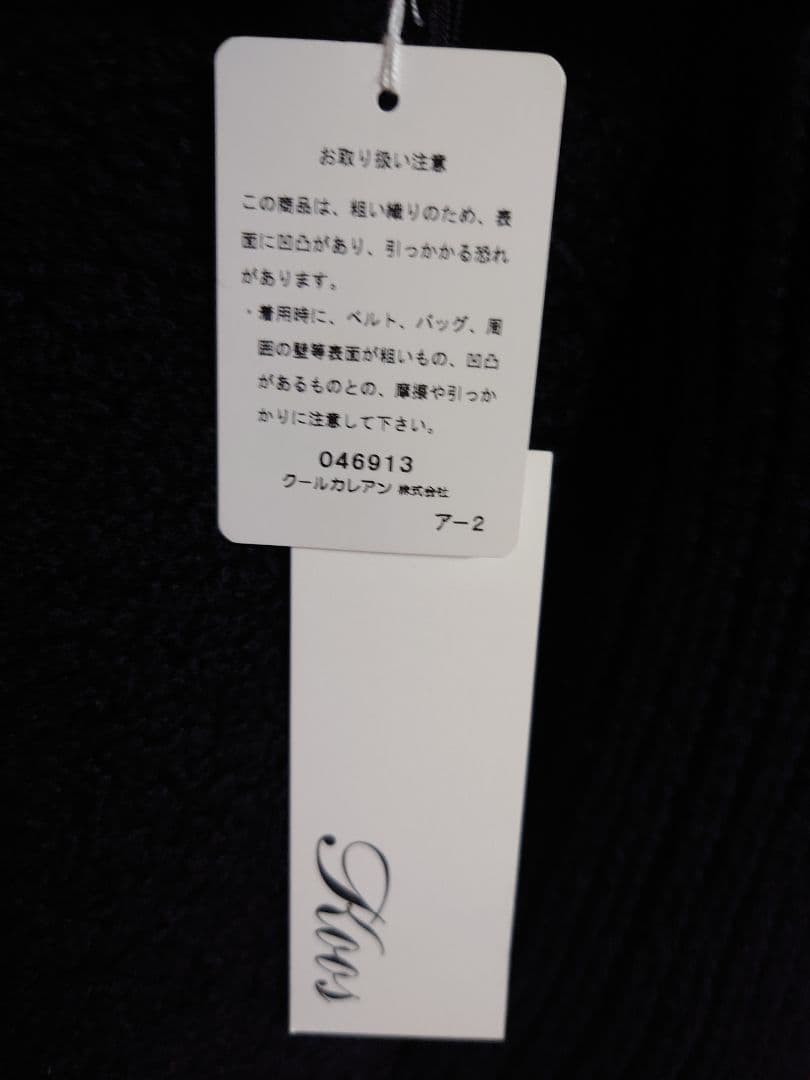 お取り扱い注意
この商品は、粗い織りのため、表
面に凹凸があり、引っかかる恐れ
があります。
・着用時に、ベルト、バッグ、周
囲の壁等表面が粗いもの、凹凸
があるものとの、摩擦や引っか
かりに注意して下さい。
046913
クールカレアン 株式会社
アー2
Koos